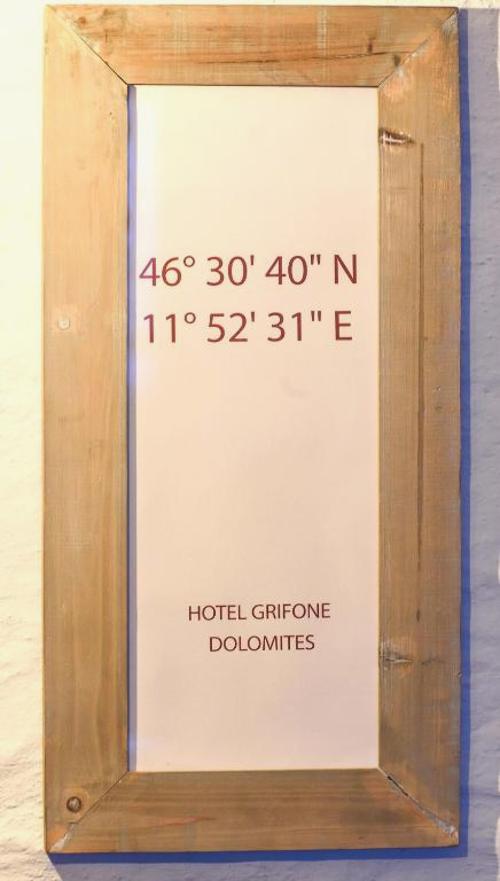 46° 30' 40" N
11° 52' 31" E
HOTEL GRIFONE
DOLOMITES